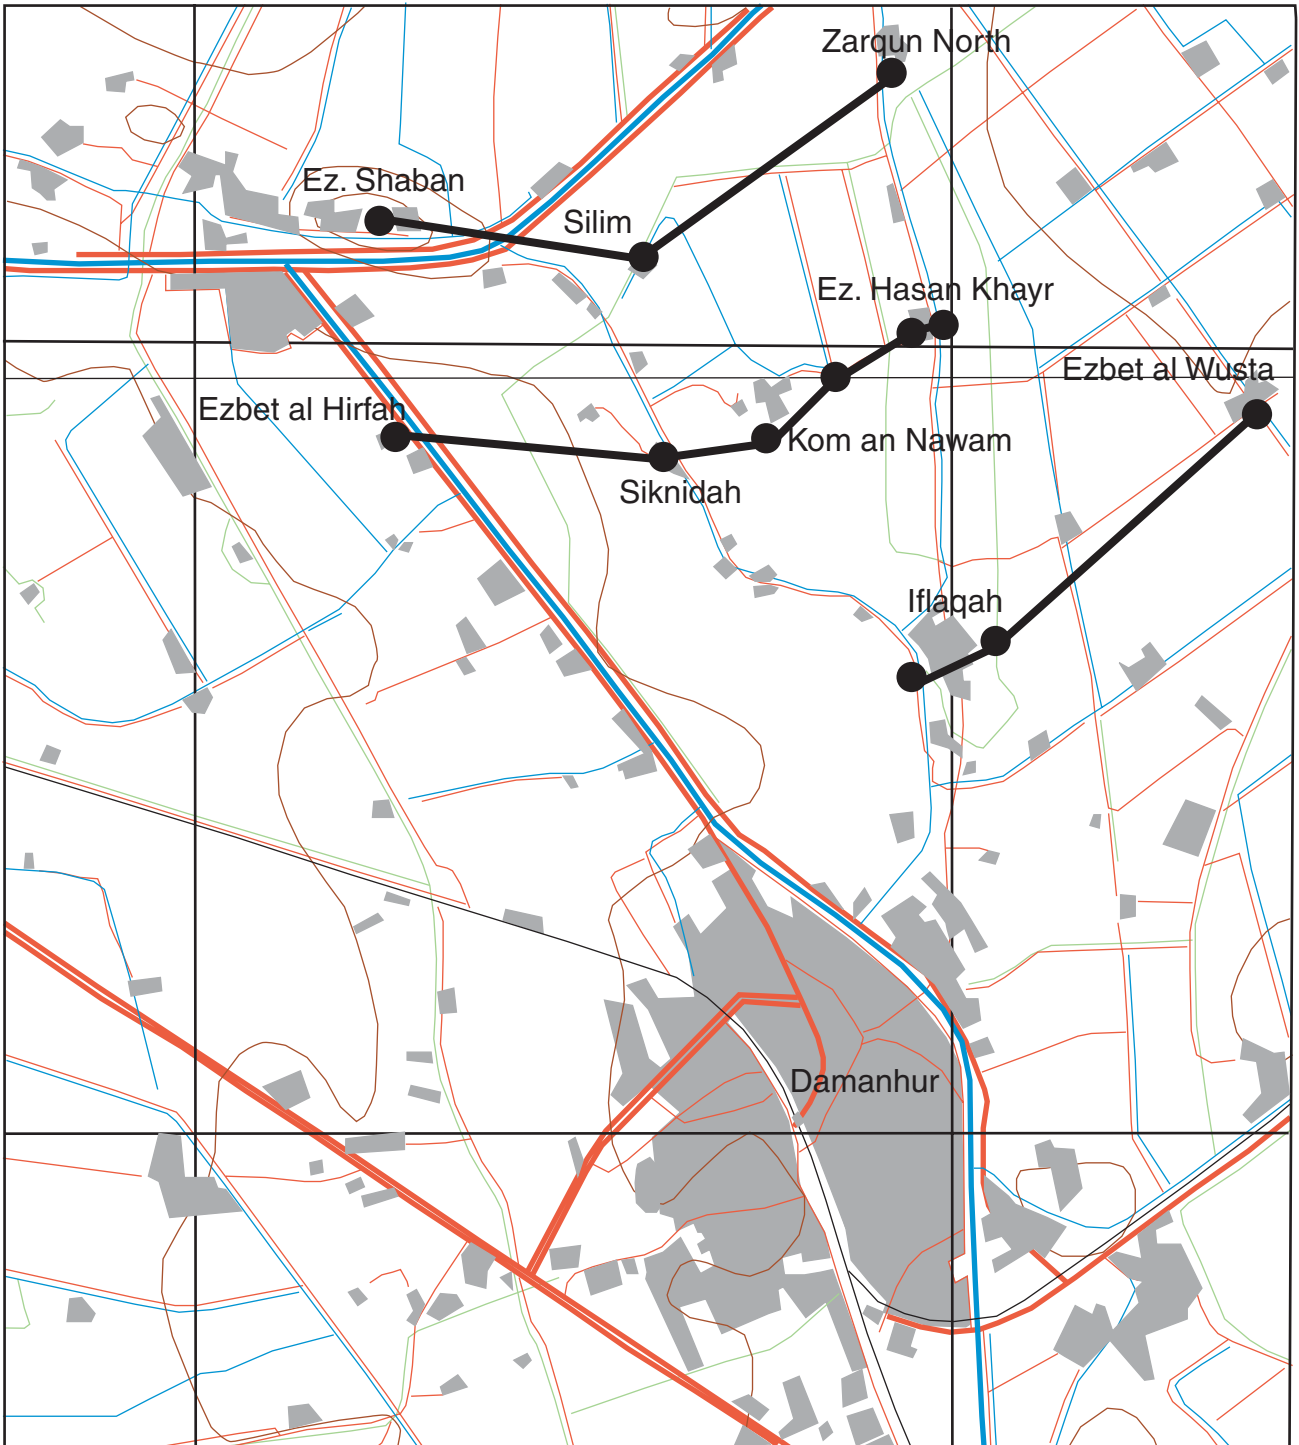 Zarqun North
Ez. Shaban
Silim
Ez. Hasan Khayr
Ezbet al Wusta
Ezbet al Hirfah
Kom an Nawam
Siknidah
Iflaqah
Damanhur